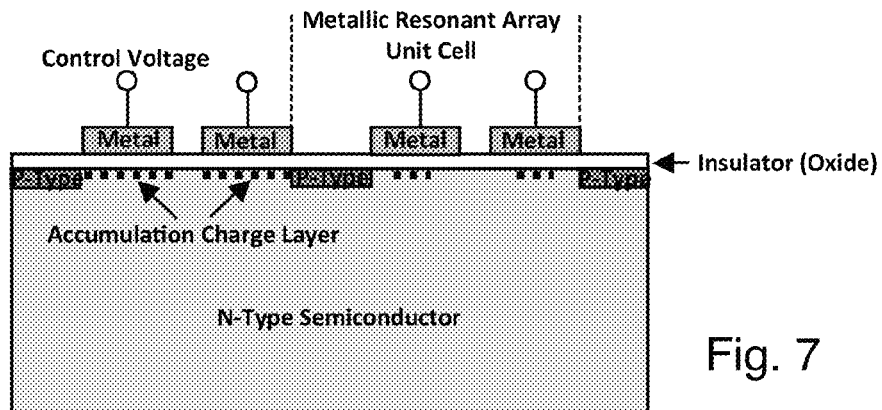 Metallic Resonant Array
Unit Cell
Control Voltage
Metal
Metal
Metal
Metal
Insulator (Oxide)
P-Type
P-Type
P-Type
Accumulation Charge Layer
N-Type Semiconductor
Fig. 7